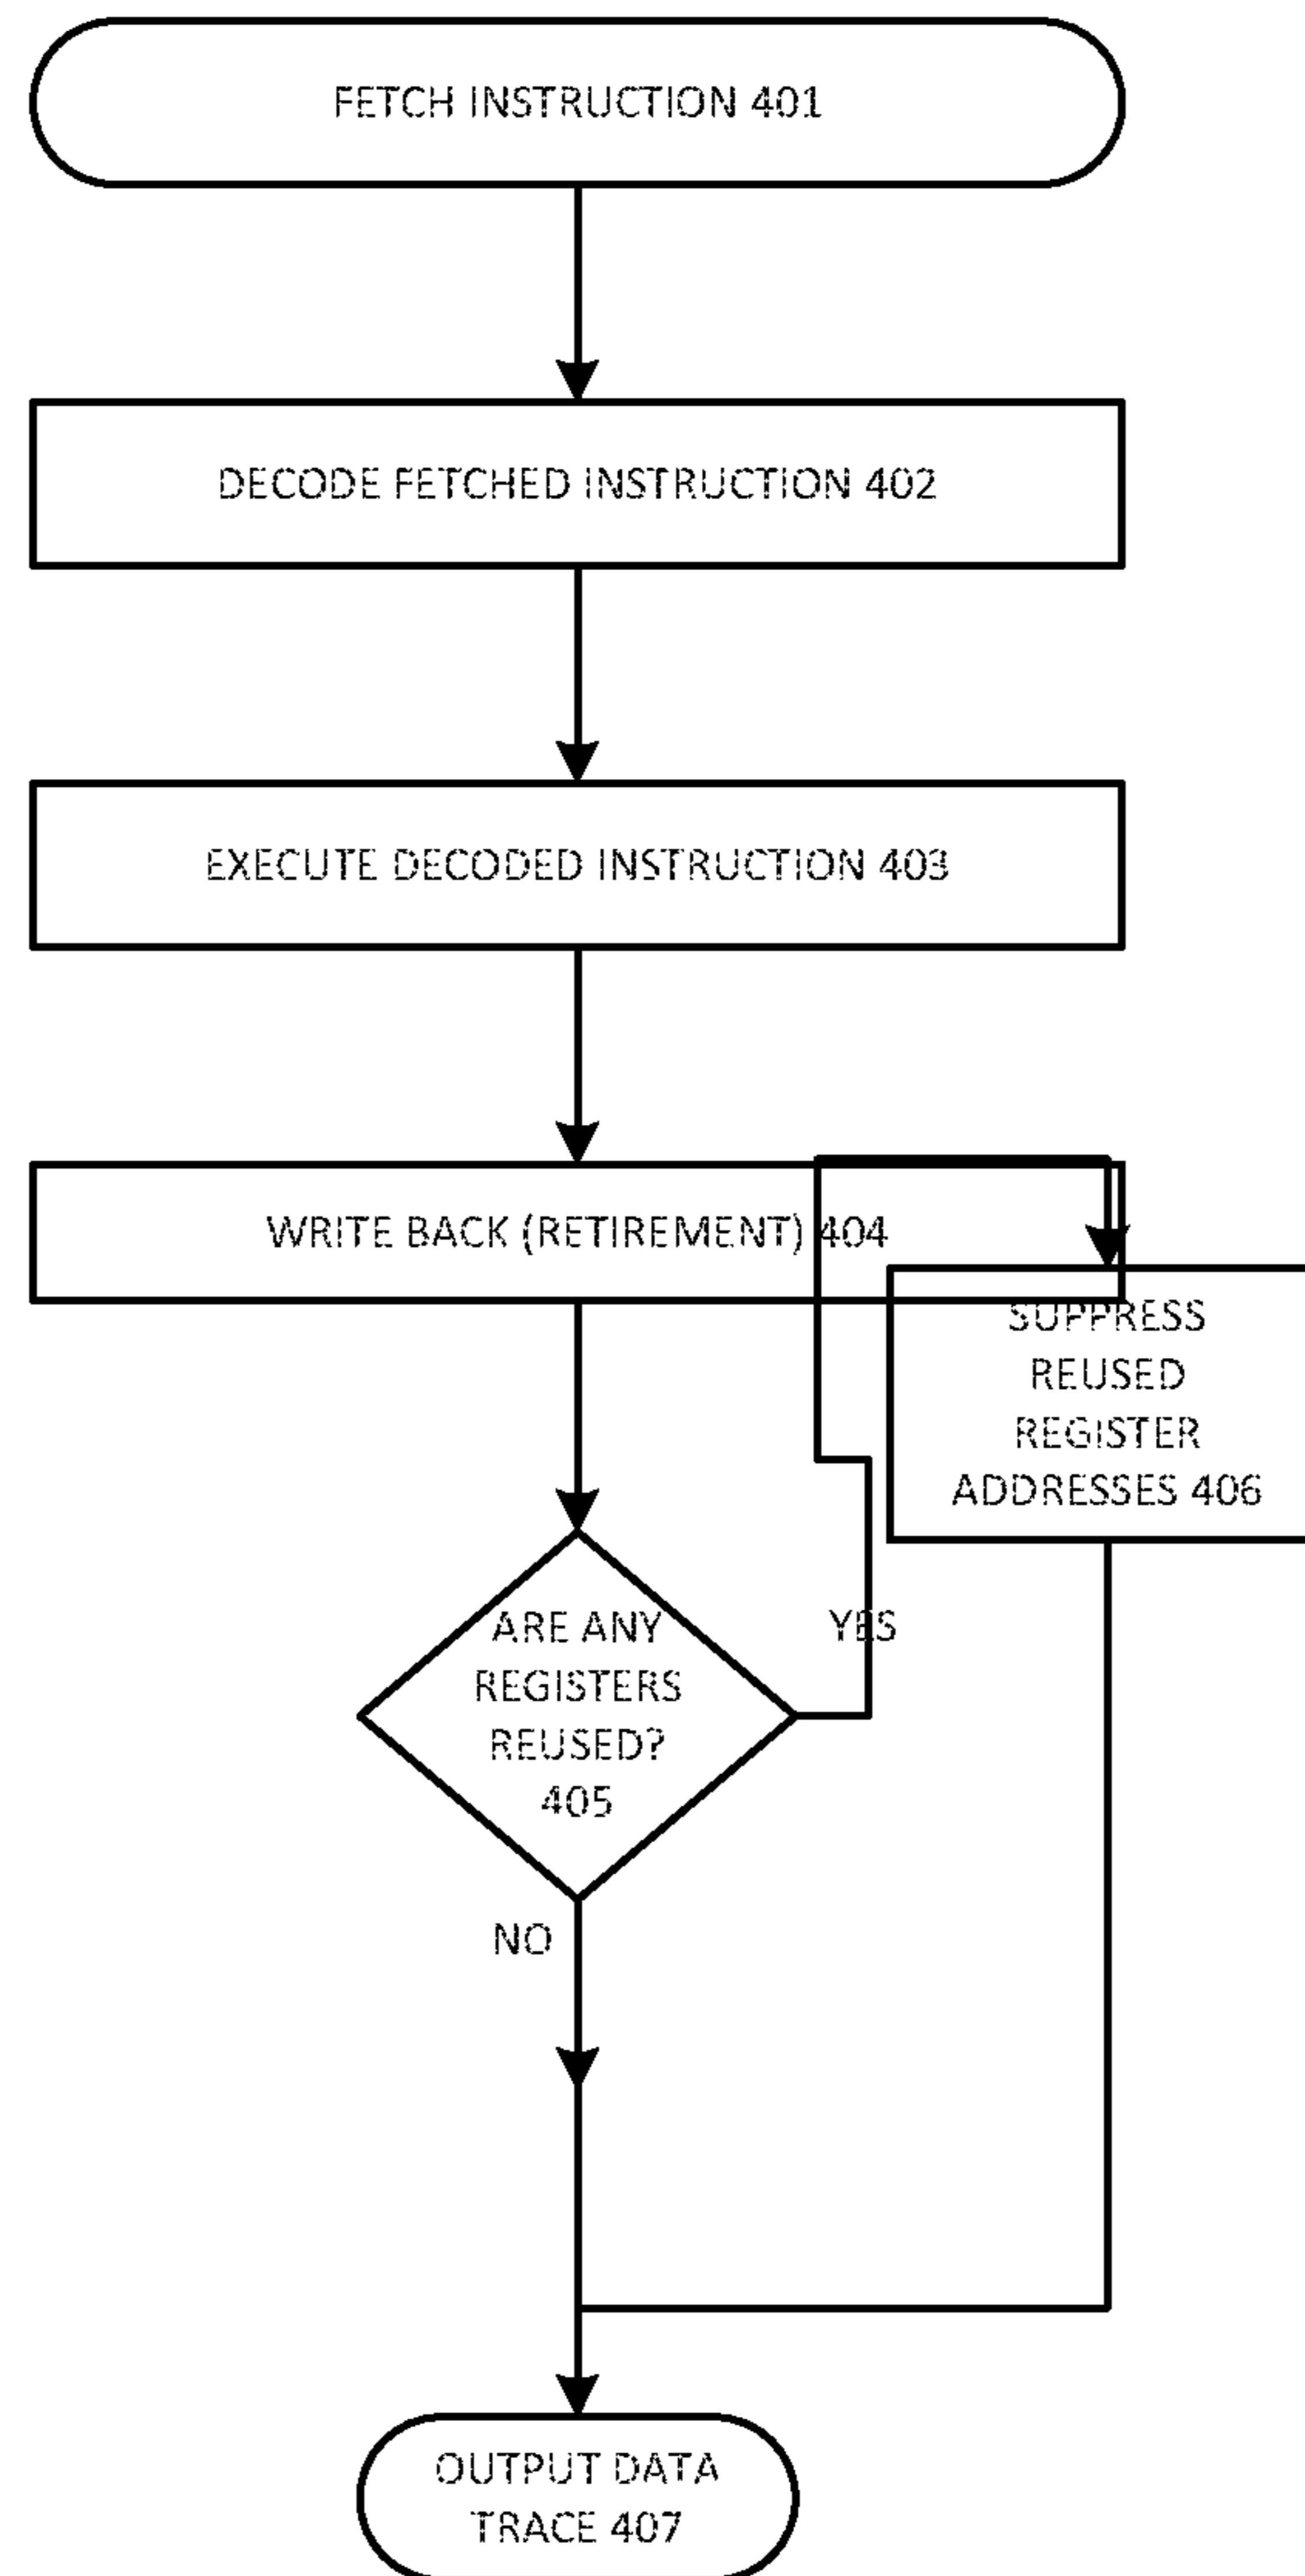 FETCH INSTRUCTION 401
DECODE FETCHED INSTRUCTION 402
EXECUTE DECODED INSTRUCTION 403
WRITE BACK (RETIREMENT) 404
SUPPRESS
REUSED
REGISTER
ADDRESSES 406
ARE ANY
REGISTERS
REUSED?
405
YES
NO
OUTPUT DATA
TRACE 407